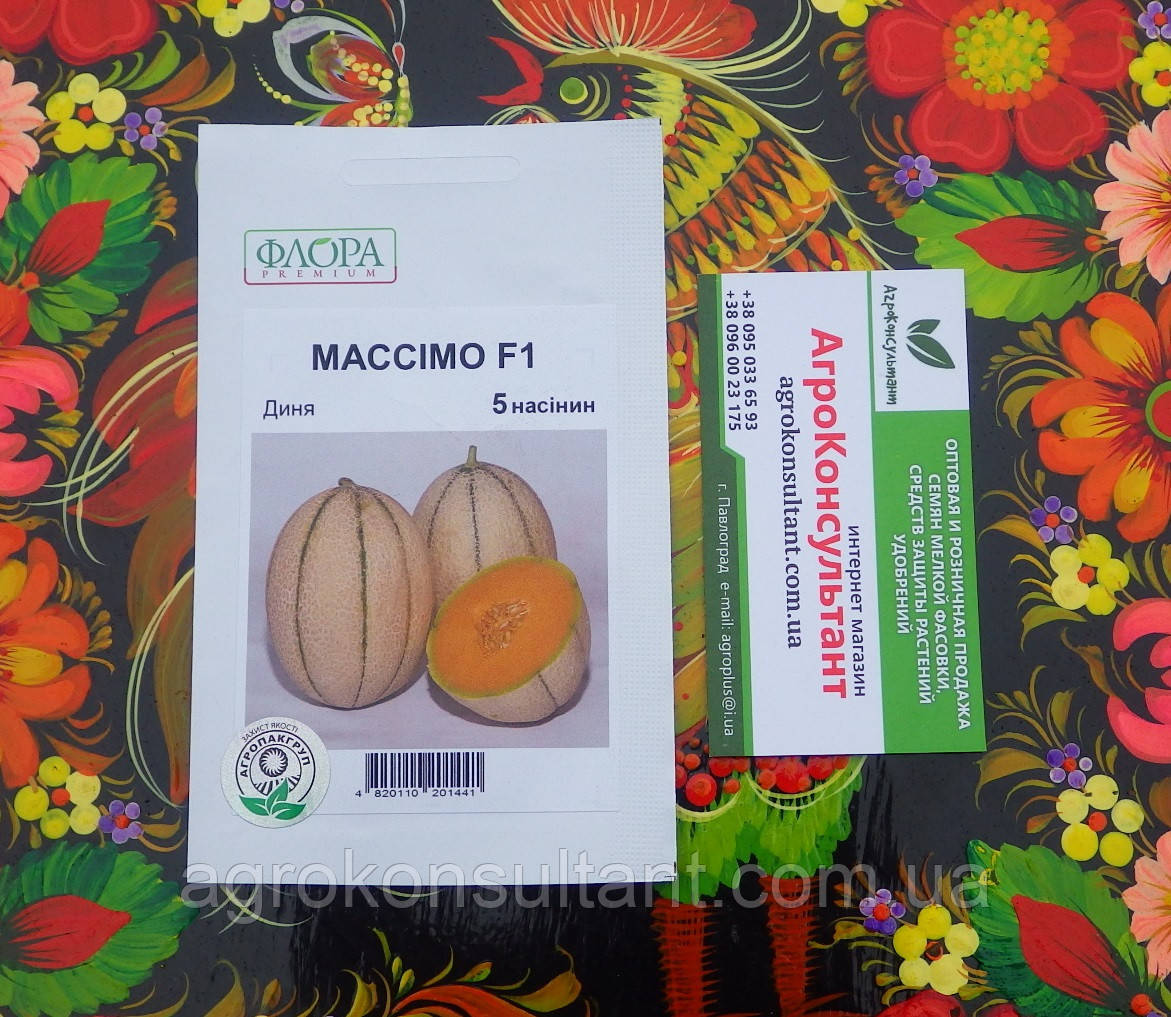 ФЛОРА
PREMIUM
МАССІМО F1
Диня
5 насінин
ЗАХИСТ ЯКОСТІ
АГРОПАКГРУП
4 820110 201441
АгроКонсультант
ОПТОВАЯ И РОЗНИЧНАЯ ПРОДАЖА
СЕМЯН МЕЛКОЙ ФАСОВКИ,
СРЕДСТВ ЗАЩИТЫ РАСТЕНИЙ
УДОБРЕНИЙ
интернет магазин
АгроКонсультант
agrokonsultant.com.ua
+38 095 033 65 93
+38 096 00 23 175
г. Павлоград e-mail: agroplus@i.ua
agrokonsultant.com.ua